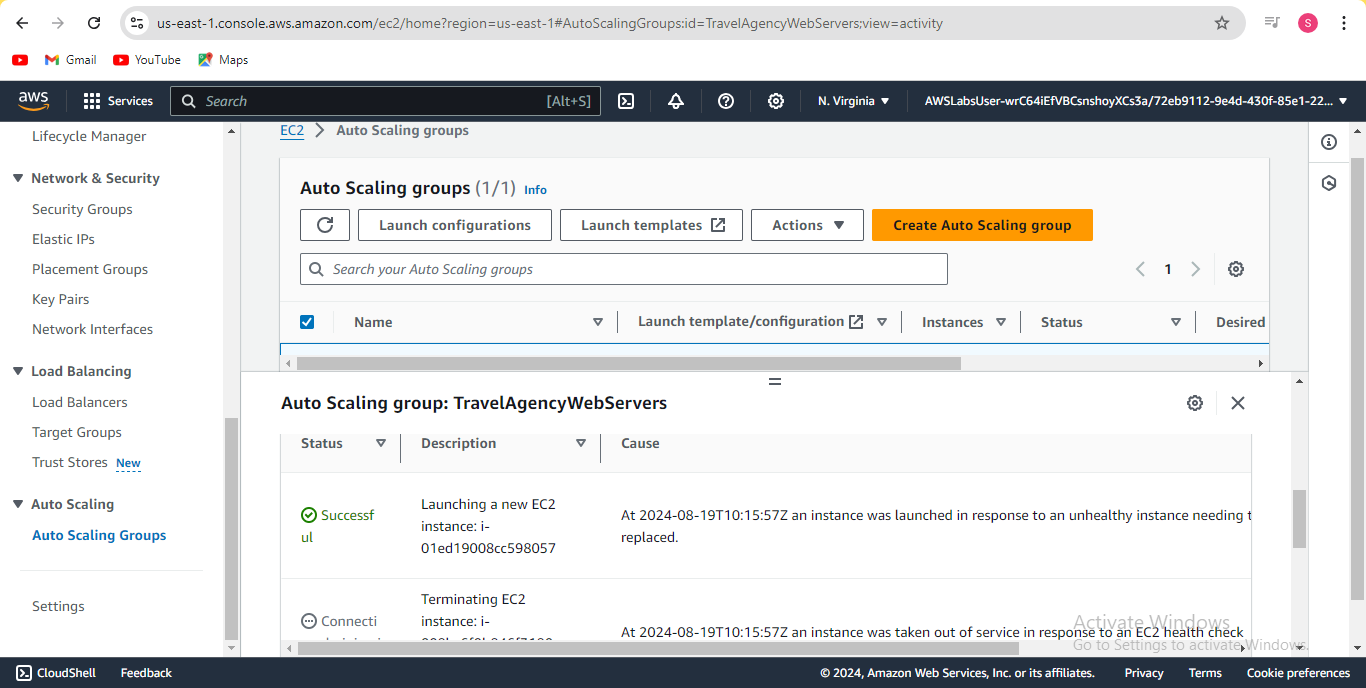 us-east-1.console.aws.amazon.com/ec2/home?region=us-east-1#AutoScalingGroups:id=TravelAgencyWebServers;view=activity
S
Gmail
YouTube
Maps
aws
Services
Search
[Alt+S]
N. Virginia
AWSLabsUser-wrC64iEfVBCsnshoyXCs3a/72eb9112-9e4d-430f-85e1-22...
Lifecycle Manager
Network & Security
Security Groups
Elastic IPs
Placement Groups
Key Pairs
Network Interfaces
Load Balancing
Load Balancers
Target Groups
Trust Stores New
Auto Scaling
Auto Scaling Groups
Settings
EC2 > Auto Scaling groups
Auto Scaling groups (1/1) Info
Launch configurations
Launch templates
Actions
Create Auto Scaling group
Search your Auto Scaling groups
1
Name
Launch template/configuration
Instances
Status
Desired
Auto Scaling group: TravelAgencyWebServers
Status
Description
Cause
Successf
ul
Launching a new EC2
instance: i-
01ed19008cc598057
At 2024-08-19T10:15:57Z an instance was launched in response to an unhealthy instance needing t
replaced.
Connecti
Terminating EC2
instance: i-
At 2024-08-19T10:15:57Z an instance was taken out of service in response to an EC2 health check
Activate Windows
Go to Settings to activate Windows.
CloudShell
Feedback
© 2024, Amazon Web Services, Inc. or its affiliates.
Privacy
Terms
Cookie preferences